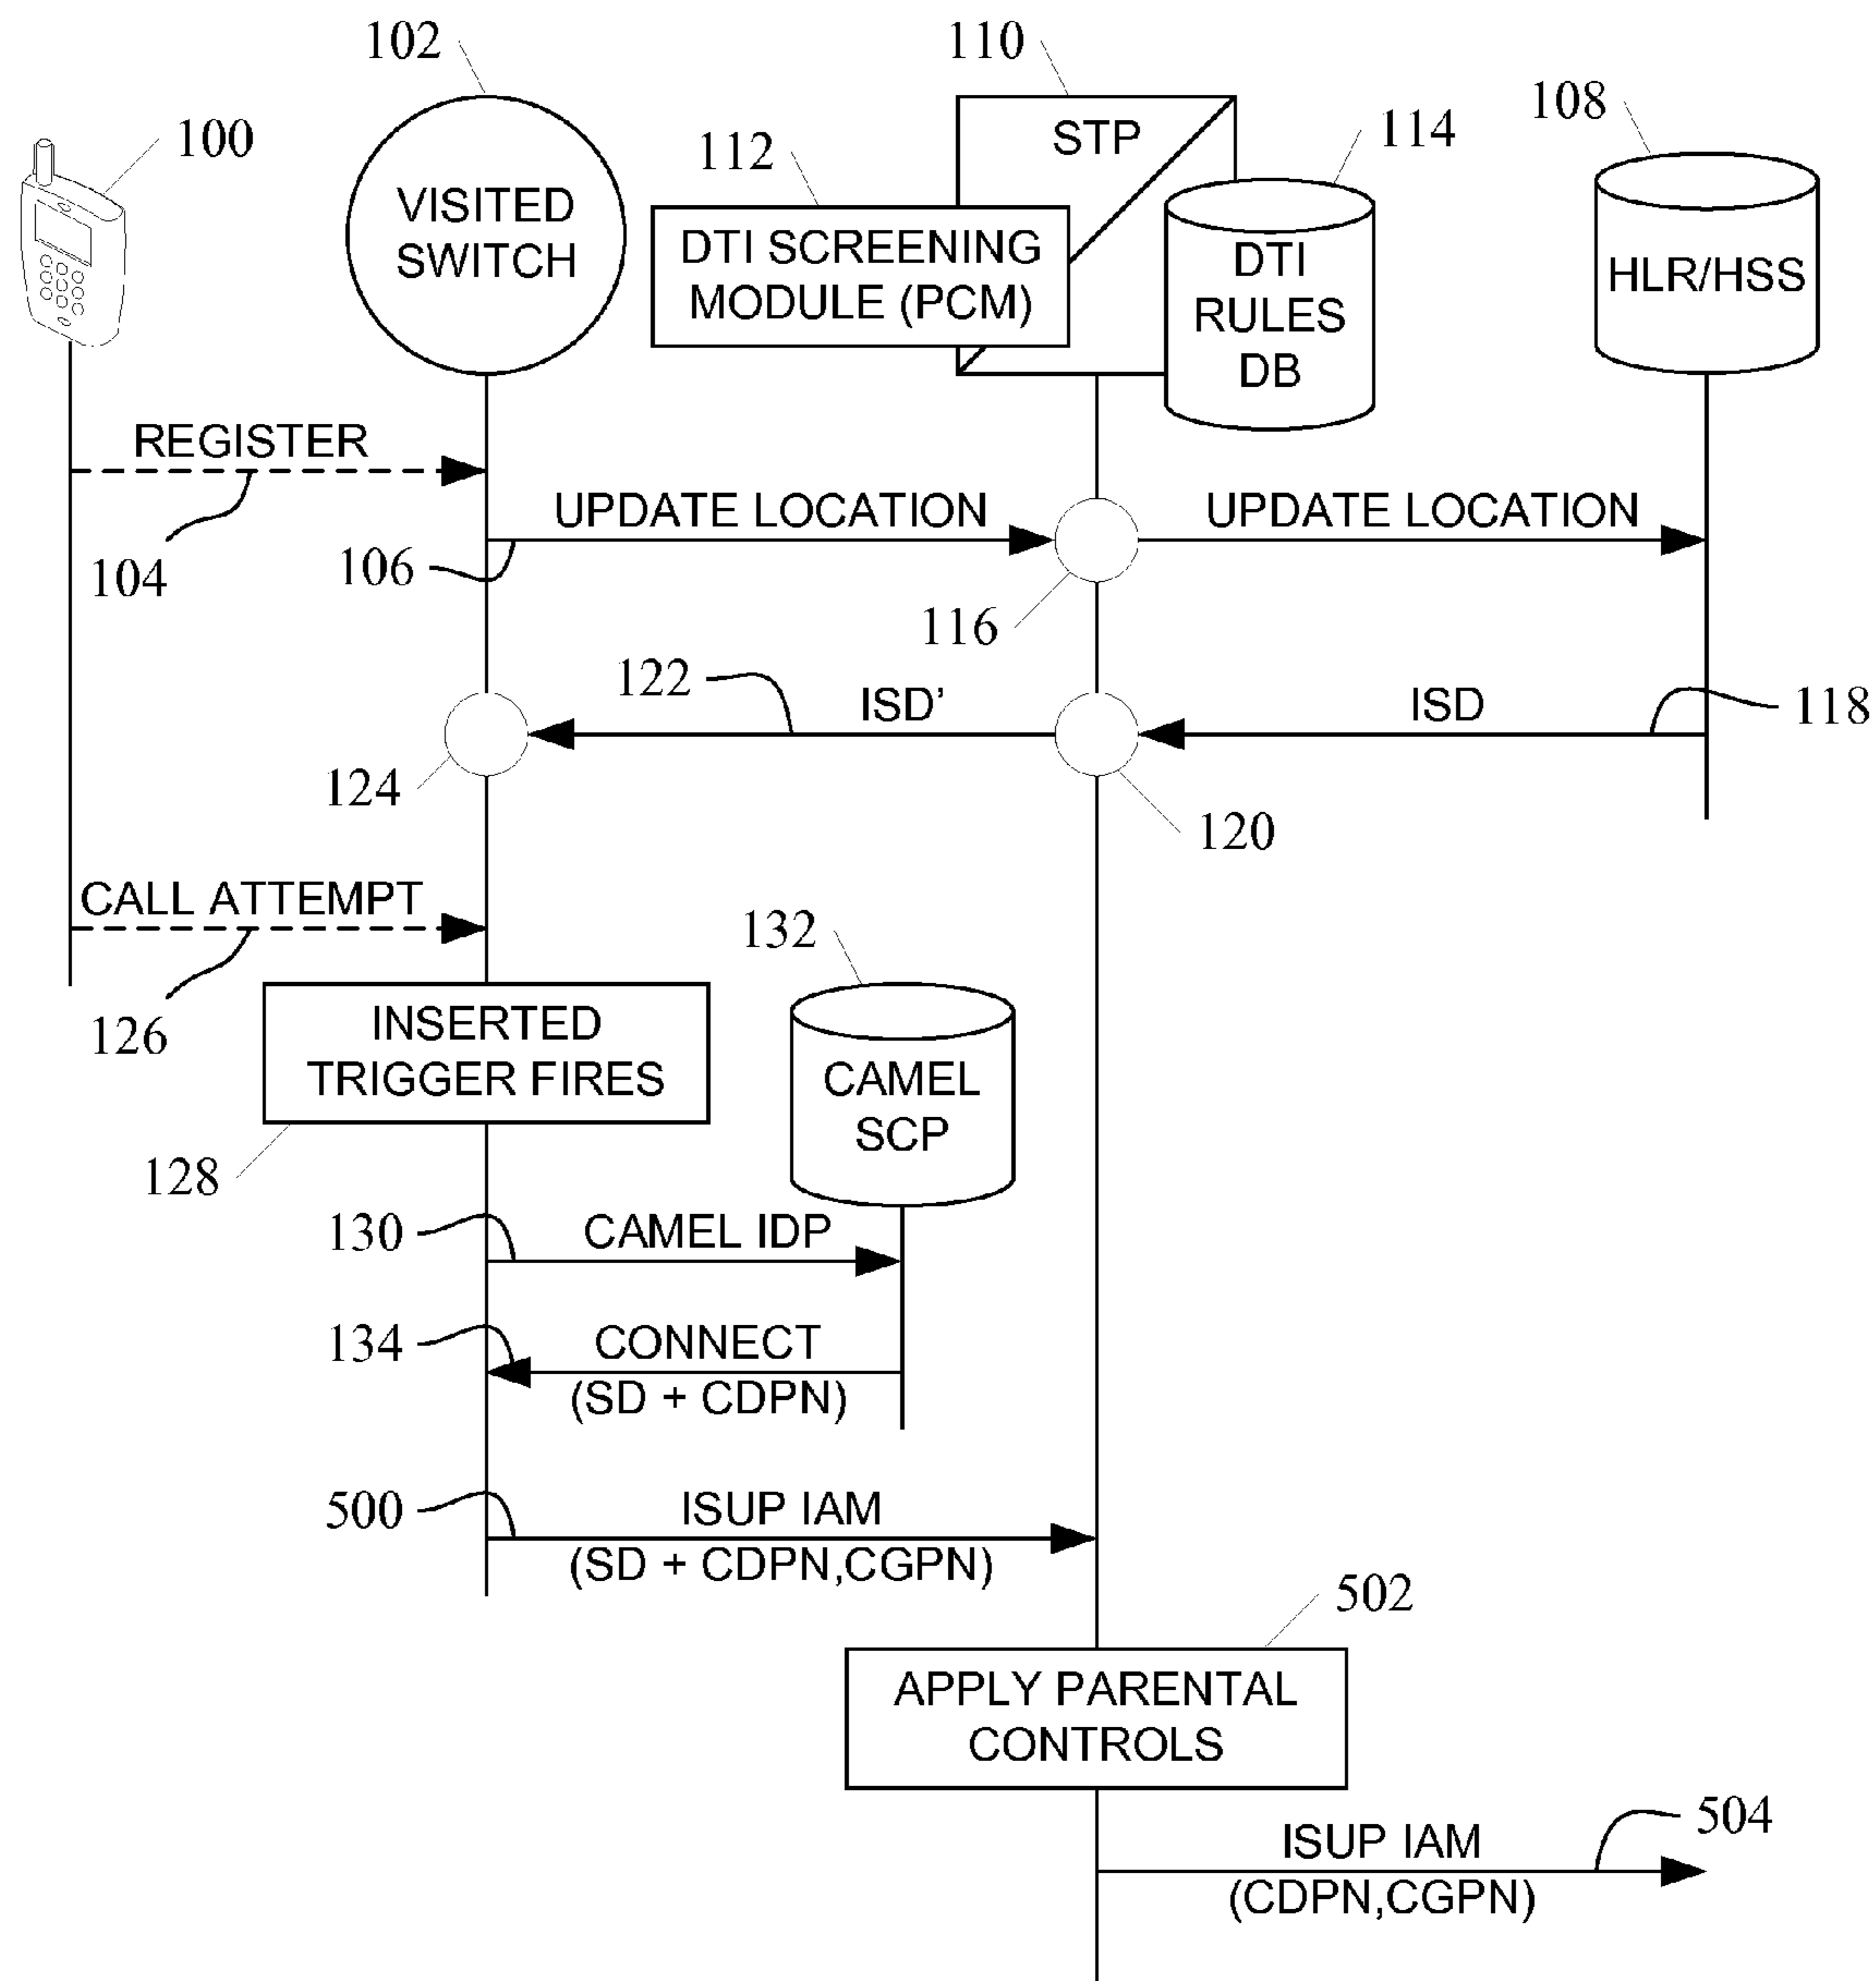 102
110
108
100
114
112
STP
VISITED
SWITCH
DTI SCREENING
MODULE (PCM)
DTI
RULES
DB
HLR/HSS
REGISTER
104
UPDATE LOCATION
106
116
UPDATE LOCATION
122
ISD’
ISD
118
124
120
CALL ATTEMPT
126
132
INSERTED
TRIGGER FIRES
128
CAMEL
SCP
130
CAMEL IDP
134
CONNECT
(SD + CDPN)
500
ISUP IAM
(SD + CDPN,CGPN)
502
APPLY PARENTAL
CONTROLS
504
ISUP IAM
(CDPN,CGPN)